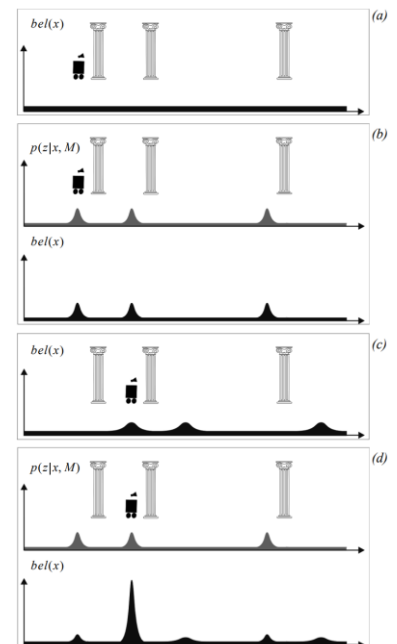 (a)
bel(x)
(b)
p(z|x, M)
bel(x)
(c)
bel(x)
(d)
p(z|x, M)
bel(x)